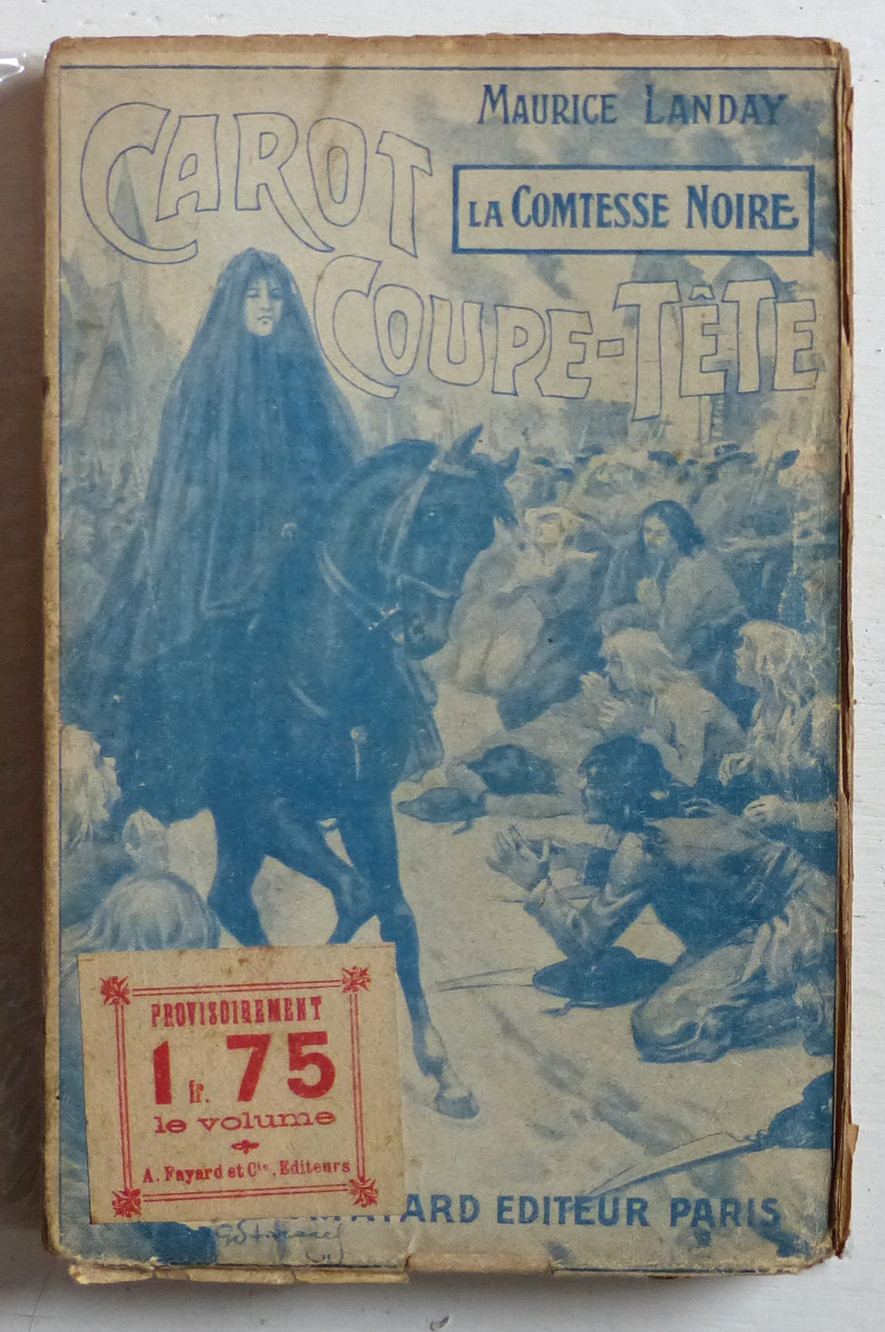 MAURICE LANDAY
CAROT
LA COMTESSE NOIRE
COUPE-TÊTE
PROVISOIREMENT
1 fr. 75
le volume
A. Fayard et Cie, Editeurs
FAYARD EDITEUR PARIS